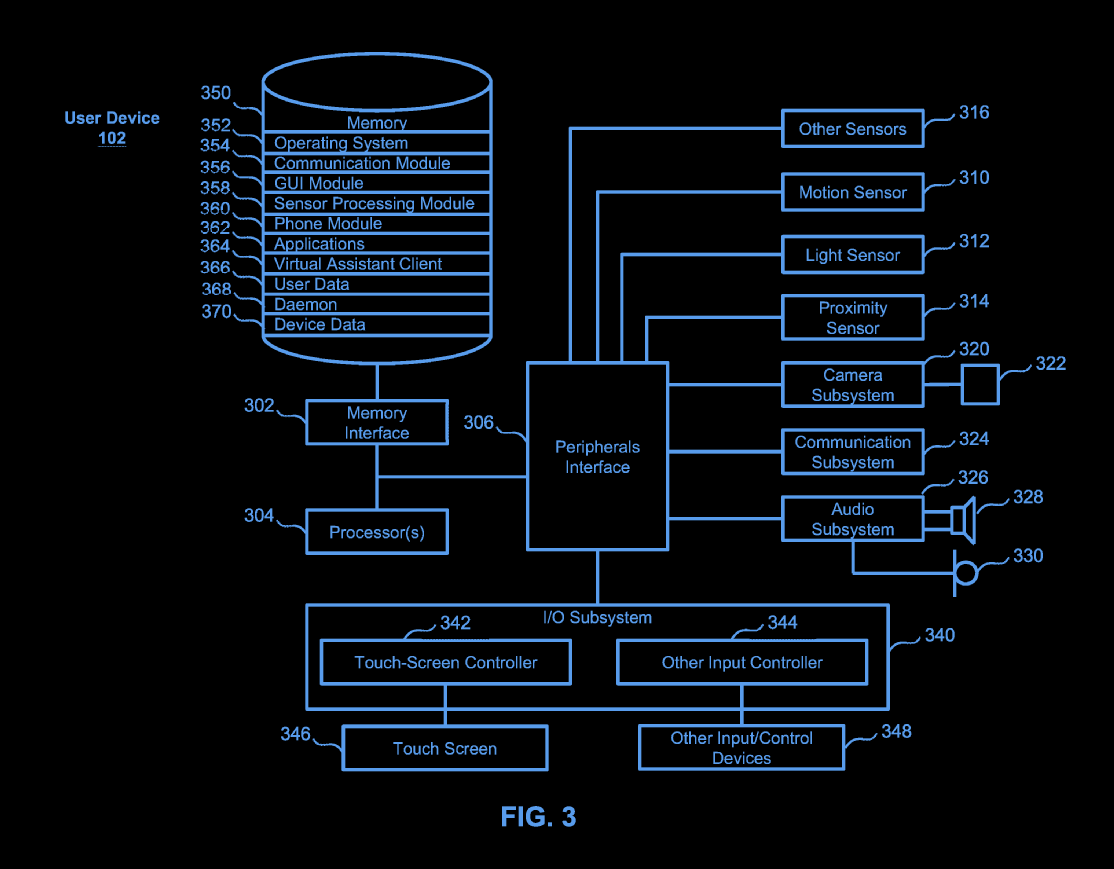 User Device
102
350
Memory
352
Operating System
354
Communication Module
356
GUI Module
358
Sensor Processing Module
360
Phone Module
362
Applications
364
Virtual Assistant Client
366
User Data
368
Daemon
370
Device Data
316
Other Sensors
310
Motion Sensor
312
Light Sensor
314
Proximity
Sensor
320
Camera
Subsystem
322
302
Memory
Interface
306
Peripherals
Interface
324
Communication
Subsystem
326
Audio
Subsystem
328
330
304
Processor(s)
I/O Subsystem
340
342
Touch-Screen Controller
344
Other Input Controller
346
Touch Screen
348
Other Input/Control
Devices
FIG. 3